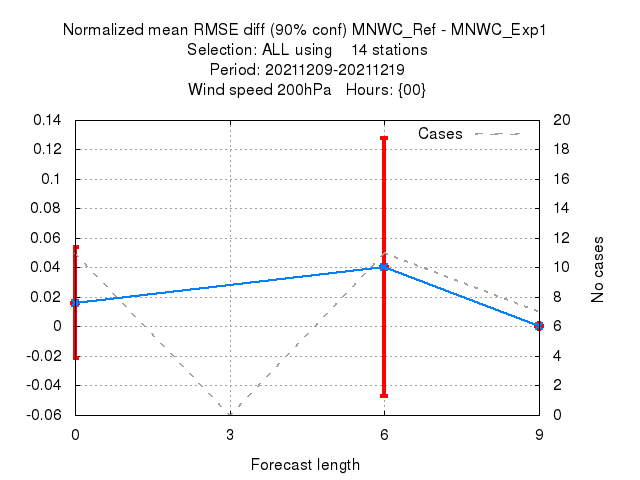 Normalized mean RMSE diff (90% conf) MNWC_Ref - MNWC_Exp1
Selection: ALL using 14 stations
Period: 20211209-20211219
Wind speed 200hPa Hours: {00}
Cases
0.14
0.12
0.1
0.08
0.06
0.04
0.02
0
-0.02
-0.04
-0.06
20
18
16
14
12
10
8
6
4
2
0
No cases
0 3 6 9
Forecast length